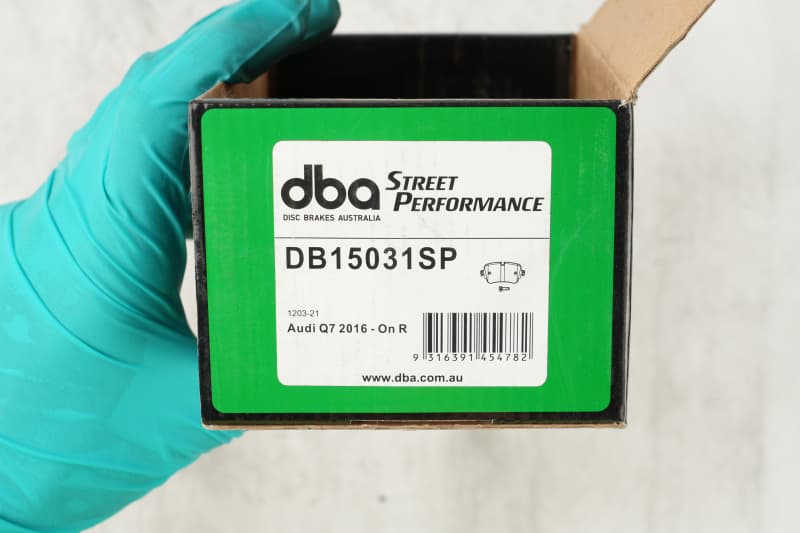 dba STREET PERFORMANCE
DISC BRAKES AUSTRALIA
DB15031SP
1203-21
Audi Q7 2016 - On R
9 316391 454782
www.dba.com.au